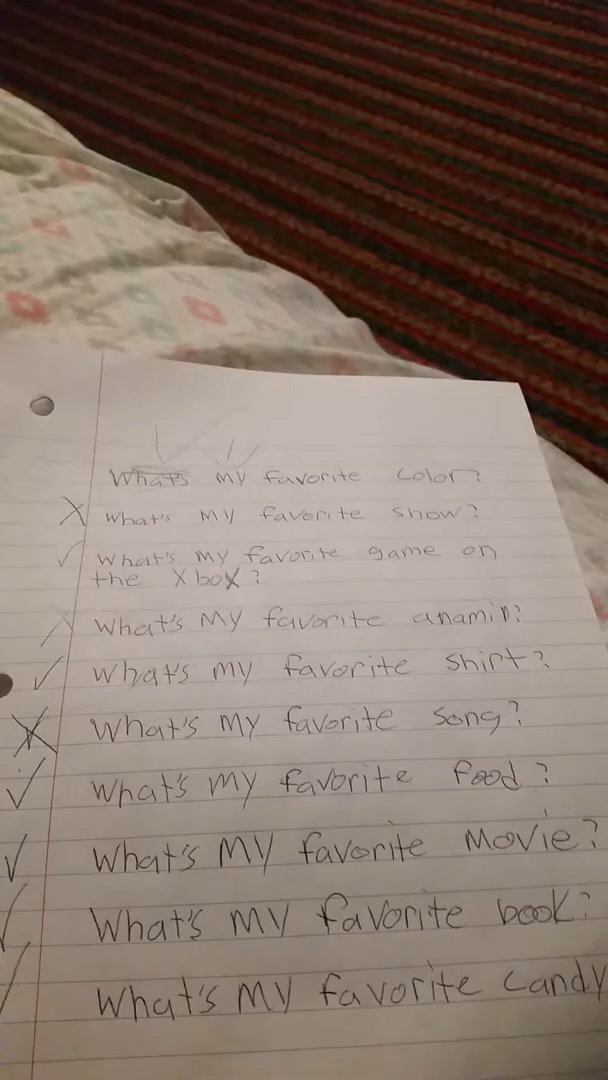 What's my favorite color?
What's my favorite show?
What's my favorite game on
the Xbox?
What's my favorite anamil?
What's my favorite shirt?
What's my favorite song?
What's my favorite food?
What's my favorite Movie?
What's my favorite book?
What's my favorite candy